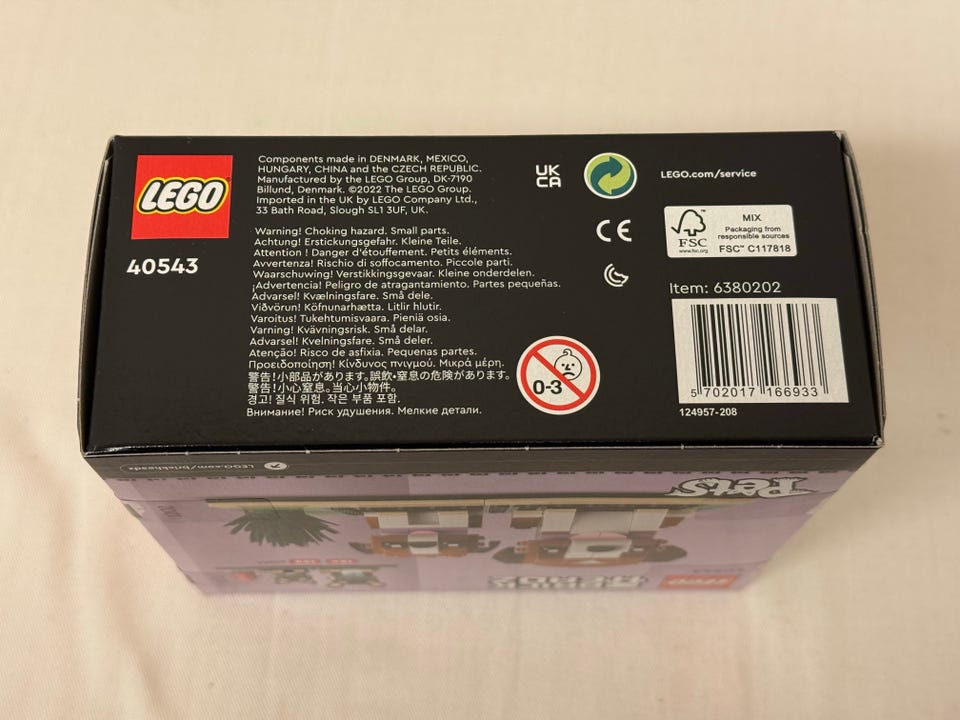 LEGO
40543
Components made in DENMARK, MEXICO,
HUNGARY, CHINA and the CZECH REPUBLIC.
Manufactured by the LEGO Group, DK-7190
Billund, Denmark. ©2022 The LEGO Group.
Imported in the UK by LEGO Company Ltd.,
33 Bath Road, Slough SL1 3UF, UK.
Warning! Choking hazard. Small parts.
Achtung! Erstickungsgefahr. Kleine Teile.
Attention ! Danger d'étouffement. Petits éléments.
Avvertenza! Rischio di soffocamento. Piccole parti.
Waarschuwing! Verstikkingsgevaar. Kleine onderdelen.
¡Advertencia! Peligro de atragantamiento. Partes pequeñas.
Advarsel! Kvælningsfare. Små dele.
Viðvörun! Köfnunarhætta. Litlir hlutir.
Varoitus! Tukehtumisvaara. Pieniä osia.
Varning! Kvävningsrisk. Små delar.
Advarsel! Kvelningsfare. Små deler.
Atenção! Risco de asfixia. Pequenas partes.
Προειδοποίηση! Κίνδυνος πνιγμού. Μικρά μέρη.
警告!小部品があります。誤飲・窒息の危険があります。
警告!小心窒息。当心小物件。
경고! 질식 위험. 작은 부품 포함.
Внимание! Риск удушения. Мелкие детали.
UK
CA
CE
0-3
LEGO.com/service
FSC
www.fsc.org
MIX
Packaging from
responsible sources
FSC™ C117818
Item: 6380202
5 702017 166933
124957-208
LEGO.com/brickheadz
Pets
LEGO